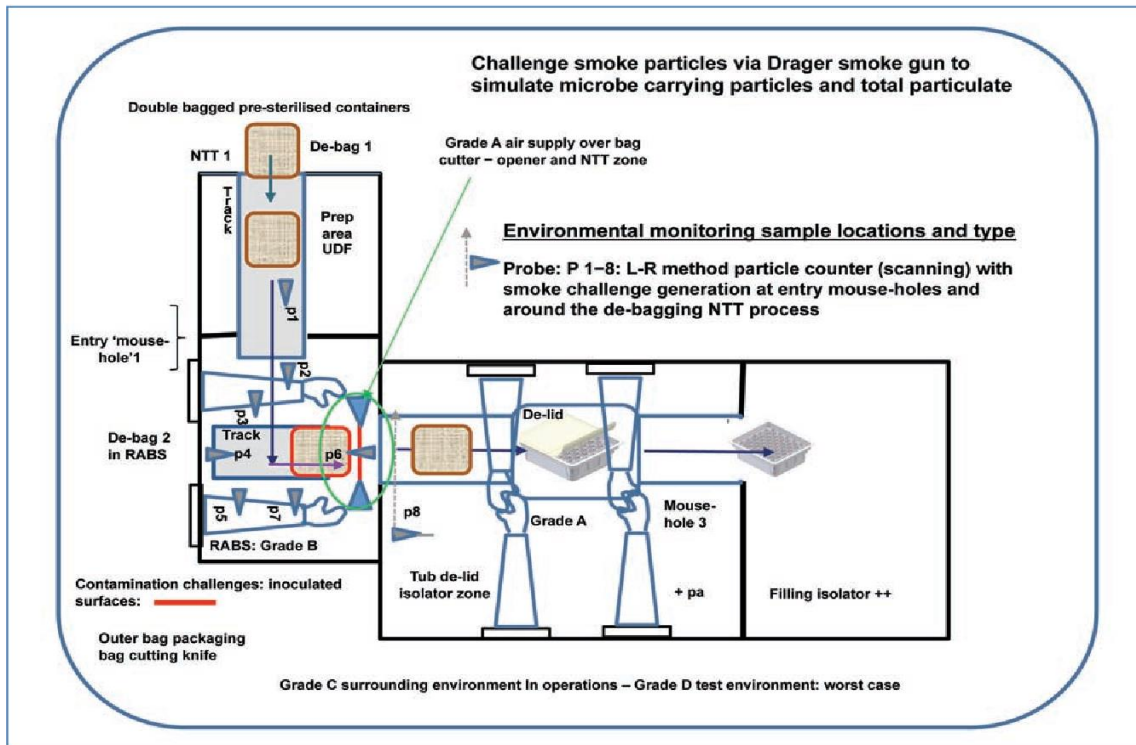 Challenge smoke particles via Drager smoke gun to
simulate microbe carrying particles and total particulate
Double bagged pre-sterilised containers
NTT 1
De-bag 1
Grade A air supply over bag
cutter – opener and NTT zone
Track
Prep
area
UDF
Environmental monitoring sample locations and type
Probe: P 1–8: L-R method particle counter (scanning) with
smoke challenge generation at entry mouse-holes and
around the de-bagging NTT process
p1
Entry ‘mouse-
hole’1
p2
p3
De-bag 2
in RABS
Track
p4
p6
De-lid
p5
p7
p8
Grade A
Mouse-
hole 3
RABS: Grade B
Contamination challenges: inoculated
surfaces:
Tub de-lid
isolator zone
+ pa
Filling isolator ++
Outer bag packaging
bag cutting knife
Grade C surrounding environment In operations – Grade D test environment: worst case